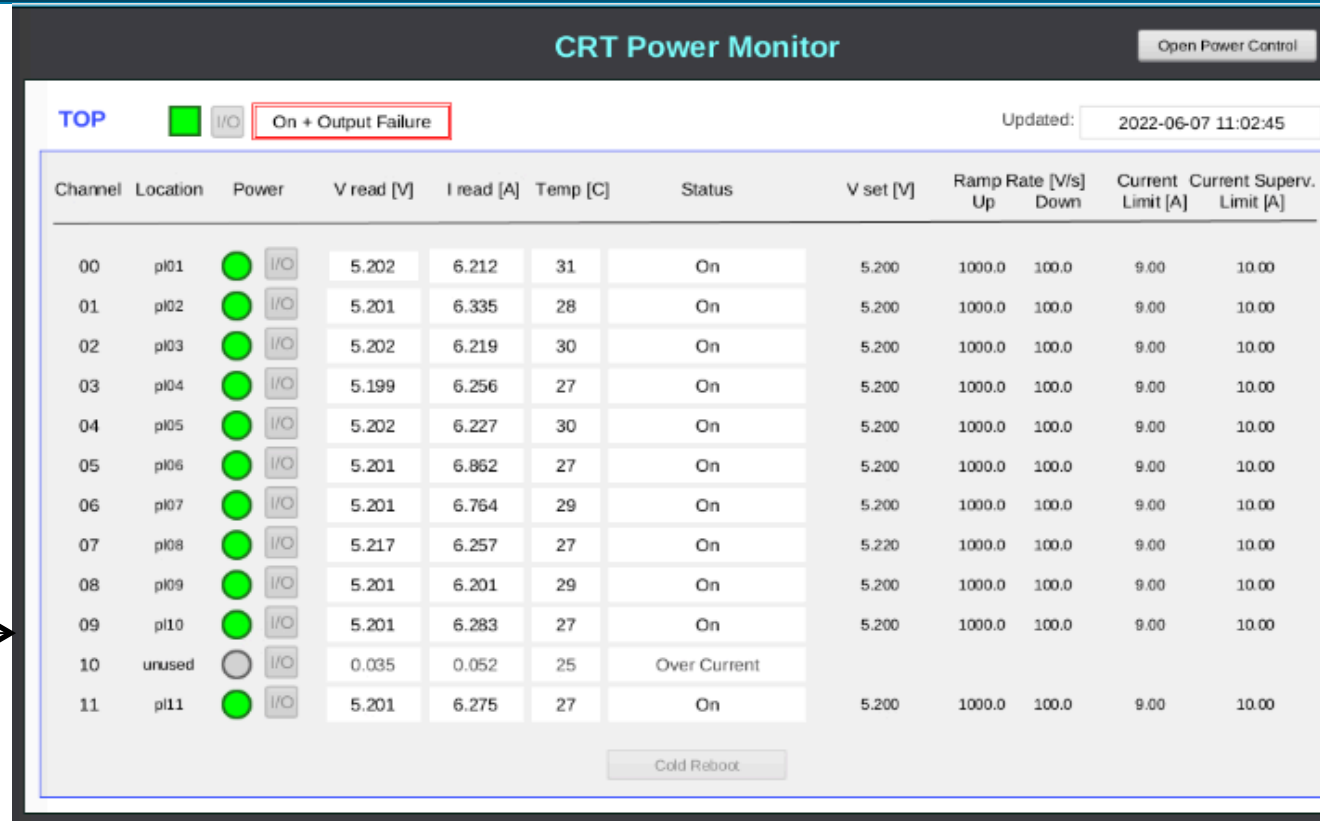 CRT Power Monitor
Open Power Control
TOP I/O On + Output Failure Updated: 2022-06-07 11:02:45
Channel Location Power V read [V] I read [A] Temp [C] Status V set [V] Ramp Rate [V/s] Current Current Superv.
Up Down Limit [A] Limit [A]
00 pl01 I/O 5.202 6.212 31 On 5.200 1000.0 100.0 9.00 10.00
01 pl02 I/O 5.201 6.335 28 On 5.200 1000.0 100.0 9.00 10.00
02 pl03 I/O 5.202 6.219 30 On 5.200 1000.0 100.0 9.00 10.00
03 pl04 I/O 5.199 6.256 27 On 5.200 1000.0 100.0 9.00 10.00
04 pl05 I/O 5.202 6.227 30 On 5.200 1000.0 100.0 9.00 10.00
05 pl06 I/O 5.201 6.862 27 On 5.200 1000.0 100.0 9.00 10.00
06 pl07 I/O 5.201 6.764 29 On 5.200 1000.0 100.0 9.00 10.00
07 pl08 I/O 5.217 6.257 27 On 5.220 1000.0 100.0 9.00 10.00
08 pl09 I/O 5.201 6.201 29 On 5.200 1000.0 100.0 9.00 10.00
09 pl10 I/O 5.201 6.283 27 On 5.200 1000.0 100.0 9.00 10.00
10 unused I/O 0.035 0.052 25 Over Current
11 pl11 I/O 5.201 6.275 27 On 5.200 1000.0 100.0 9.00 10.00
Cold Reboot